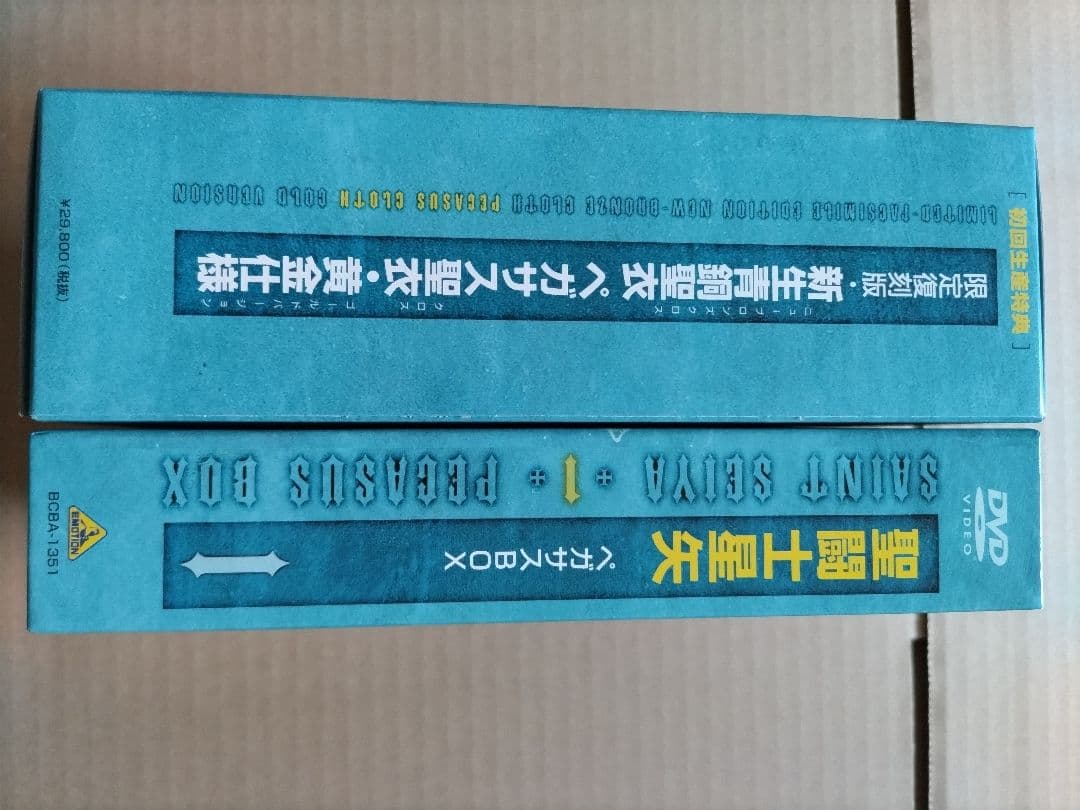 [初回生産特典]
LIMITED-FACSIMILE EDITION NEW-BRONZE CLOTH PEGASUS CLOTH GOLD VERSION
限定復刻版・新生青銅聖衣ペガサス聖衣・黄金仕様
ニューブロンズクロス クロス ゴールドバージョン
¥29,800(税抜)
DVD
VIDEO
SAINT SEIYA + I + PEGASUS BOX
聖闘士星矢 ペガサスBOX I
EMOTION
BCBA-1351